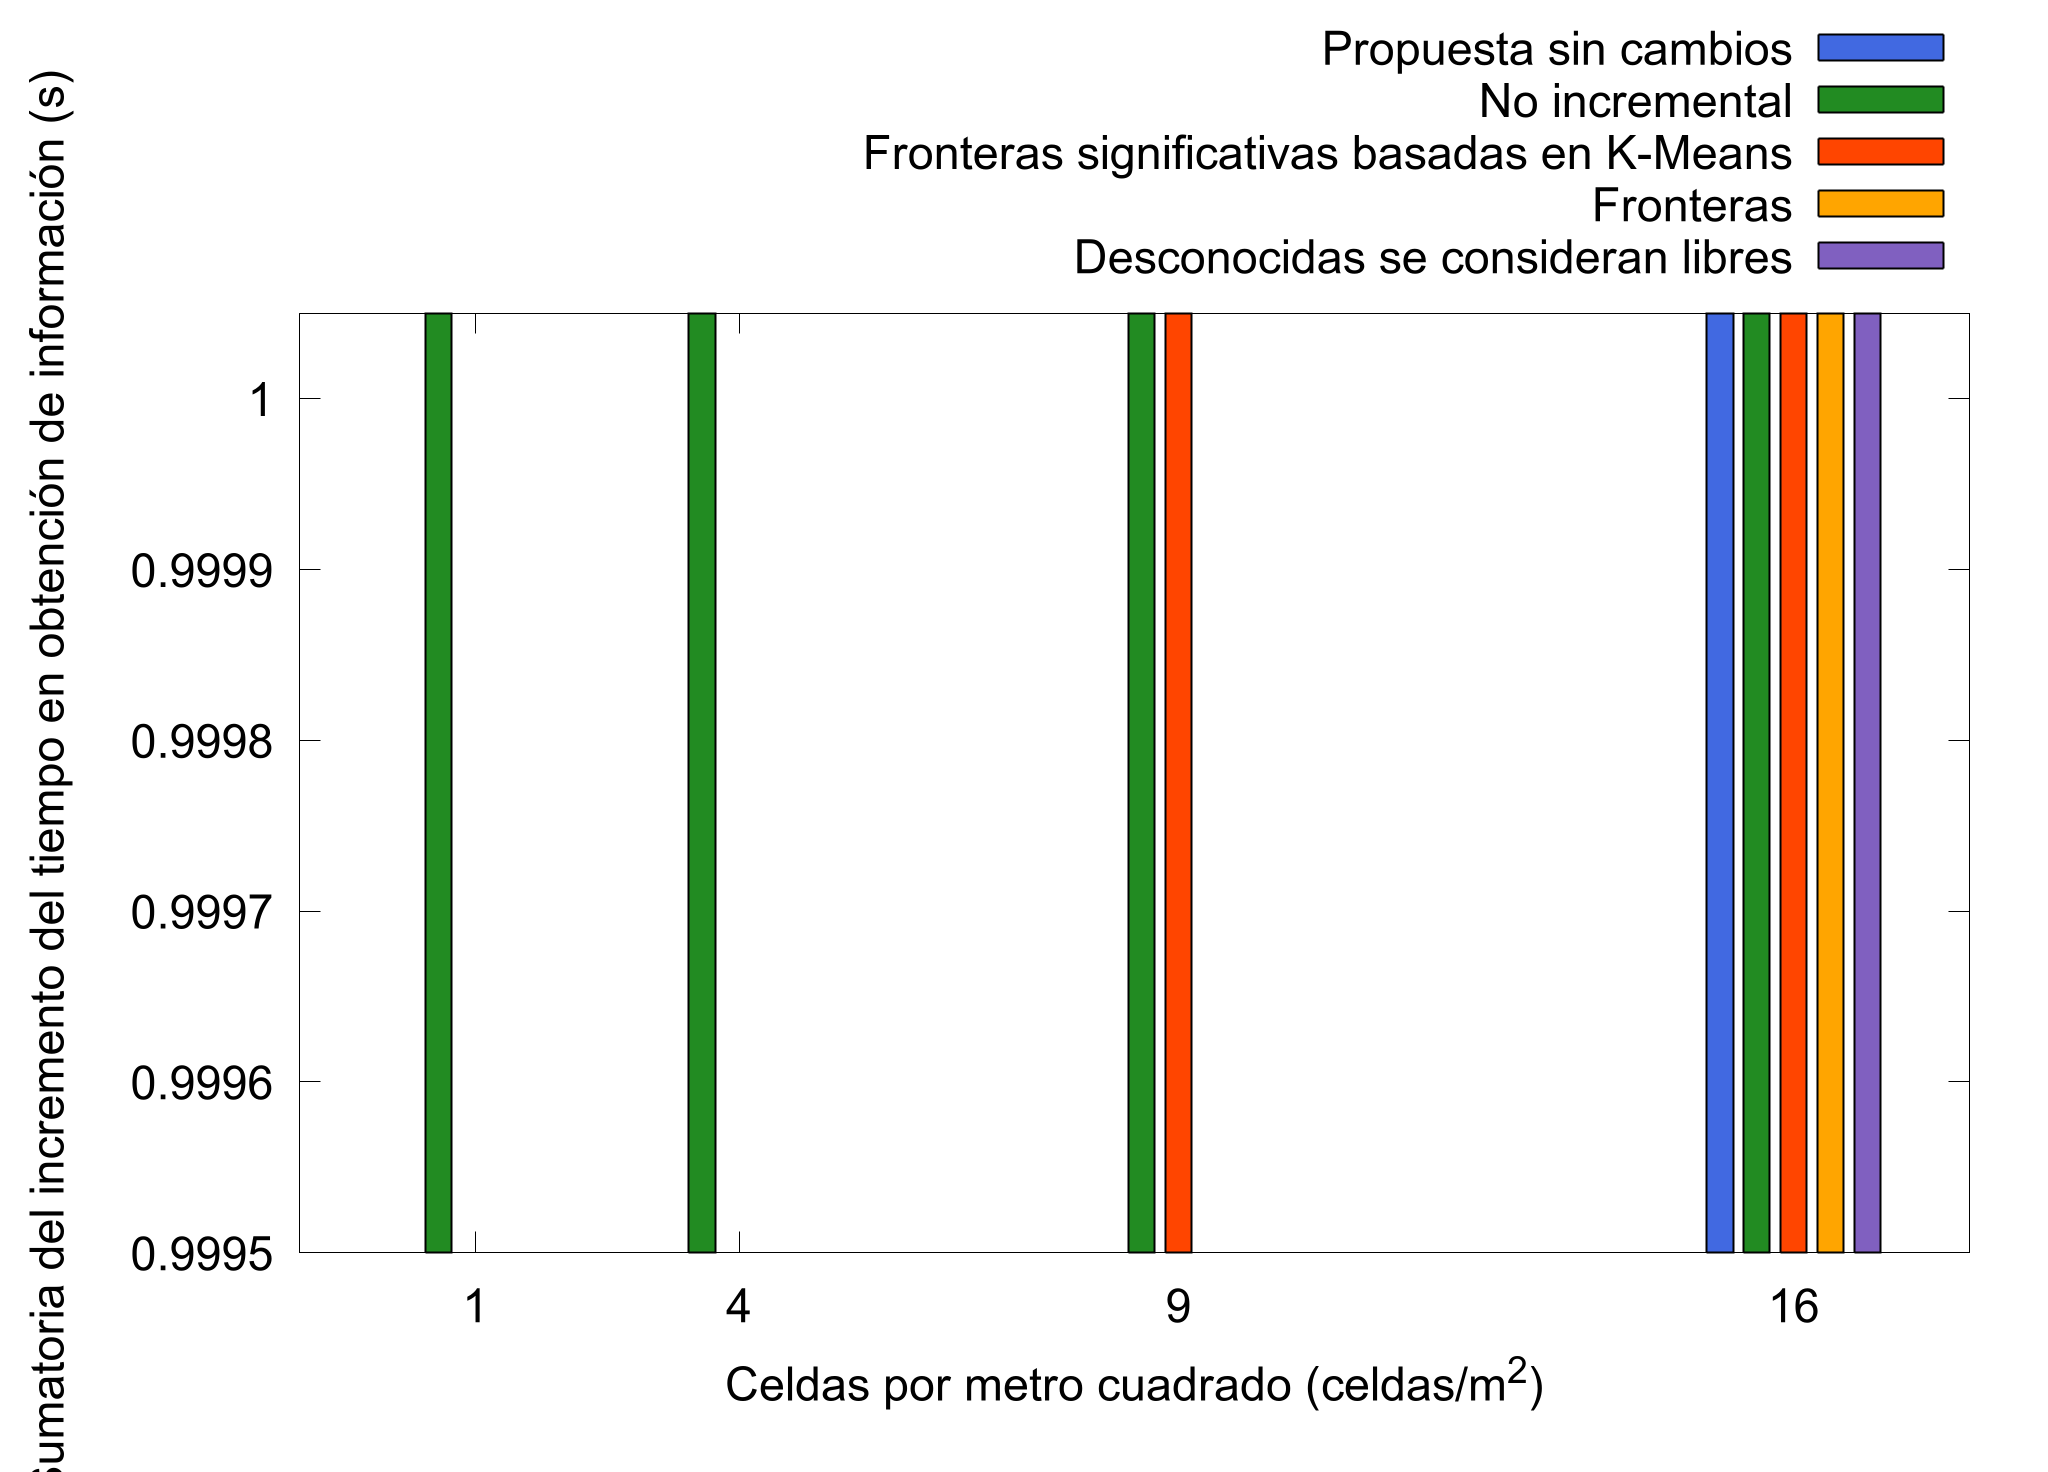 Propuesta sin cambios
No incremental
Fronteras significativas basadas en K-Means
Fronteras
Desconocidas se consideran libres
Sumatoria del incremento del tiempo en obtención de información (s)
1
0.9999
0.9998
0.9997
0.9996
0.9995
1 4 9 16
Celdas por metro cuadrado (celdas/m²)